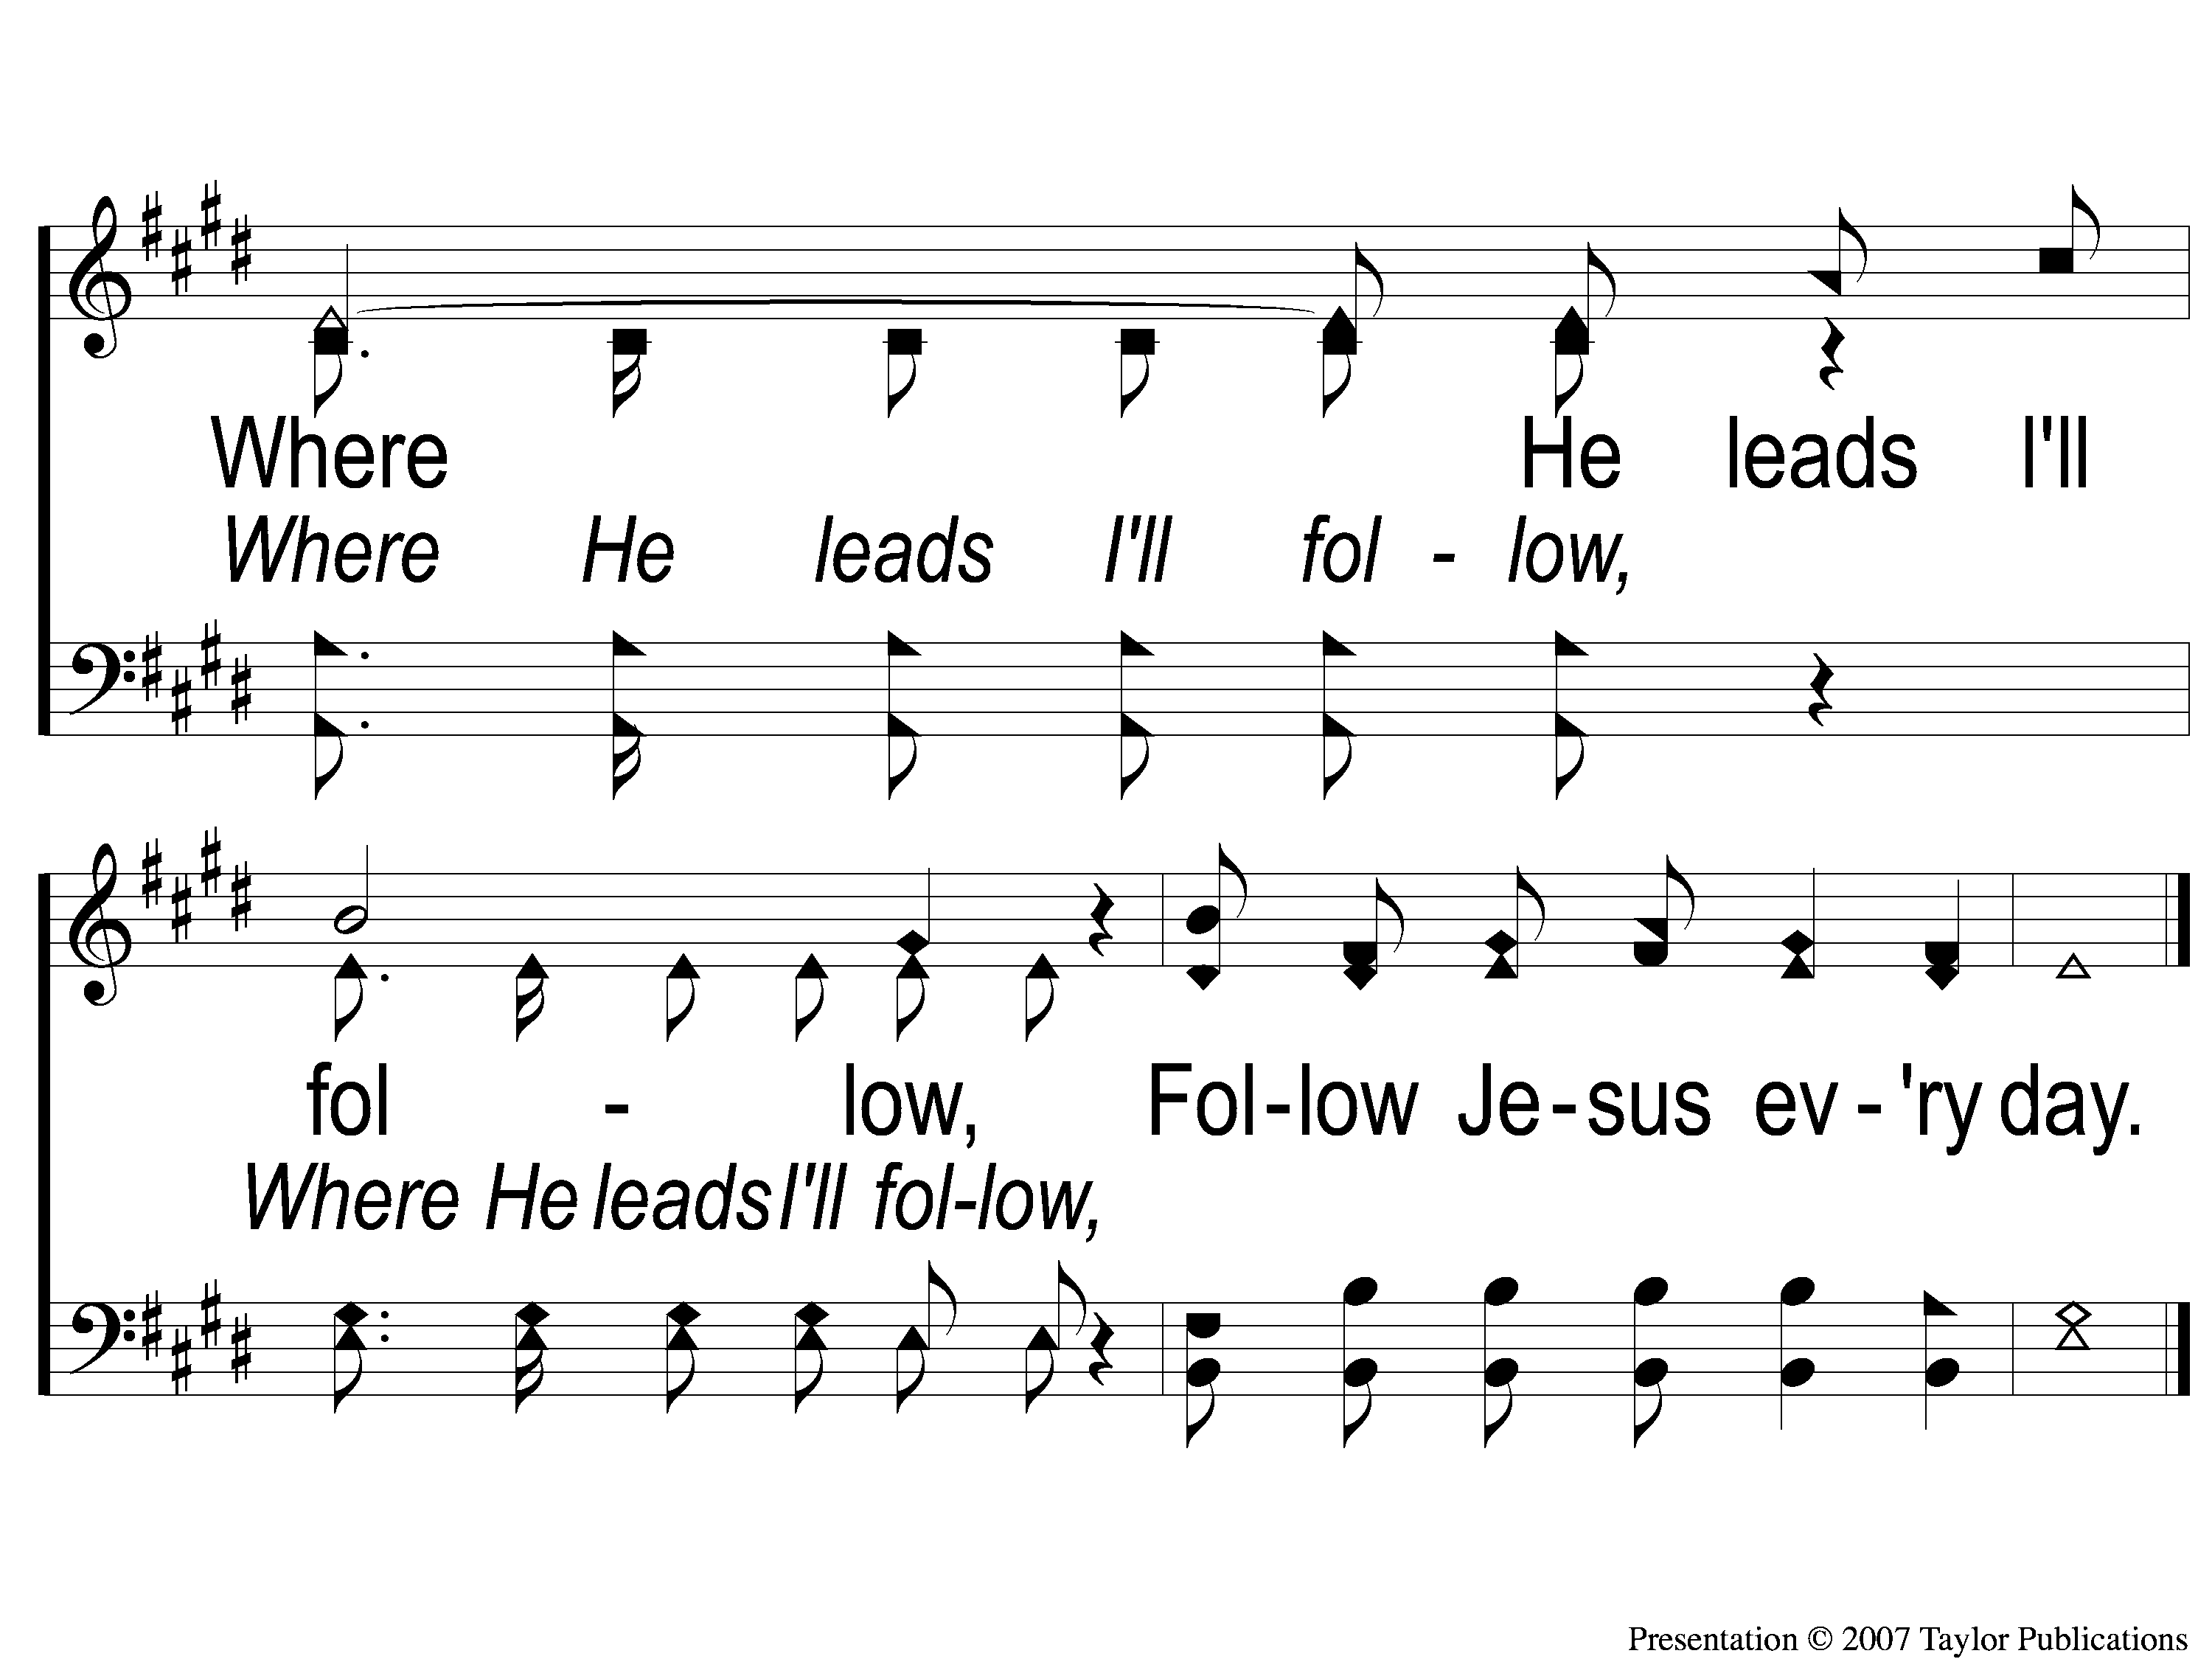 Where He leads I'll
Where He leads I'll fol - low,
fol - low, Fol - low Je - sus ev - 'ry day.
Where He leads I'll fol-low,
Presentation © 2007 Taylor Publications